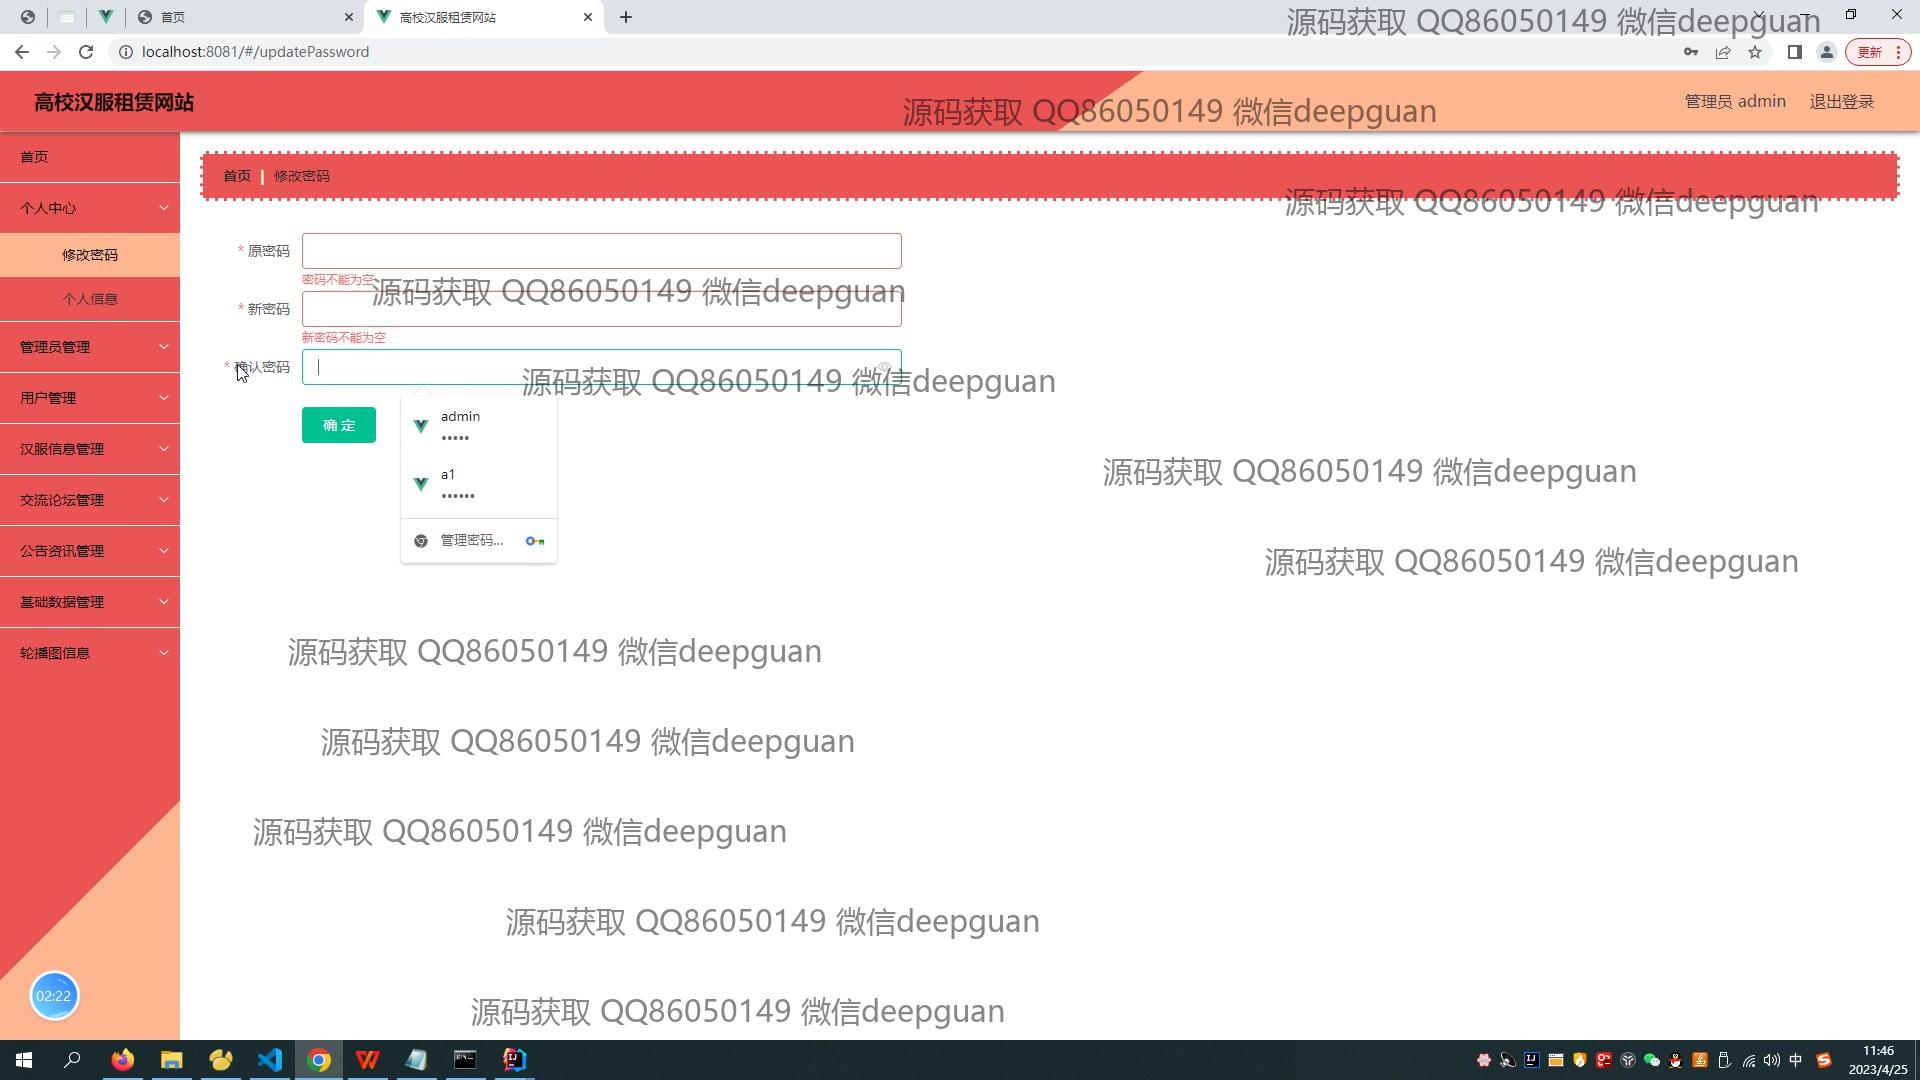 首页
高校汉服租赁网站
源码获取 QQ86050149 微信deepguan
localhost:8081/#/updatePassword
更新
高校汉服租赁网站
源码获取 QQ86050149 微信deepguan
管理员 admin
退出登录
首页
首页
修改密码
源码获取 QQ86050149 微信deepguan
个人中心
修改密码
* 原密码
密码不能为空
源码获取 QQ86050149 微信deepguan
个人信息
* 新密码
新密码不能为空
管理员管理
* 确认密码
源码获取 QQ86050149 微信deepguan
用户管理
确 定
admin
•••••
汉服信息管理
a1
••••••
源码获取 QQ86050149 微信deepguan
交流论坛管理
管理密码...
公告资讯管理
源码获取 QQ86050149 微信deepguan
基础数据管理
轮播图信息
源码获取 QQ86050149 微信deepguan
源码获取 QQ86050149 微信deepguan
源码获取 QQ86050149 微信deepguan
源码获取 QQ86050149 微信deepguan
02:22
源码获取 QQ86050149 微信deepguan
中
11:46
2023/4/25